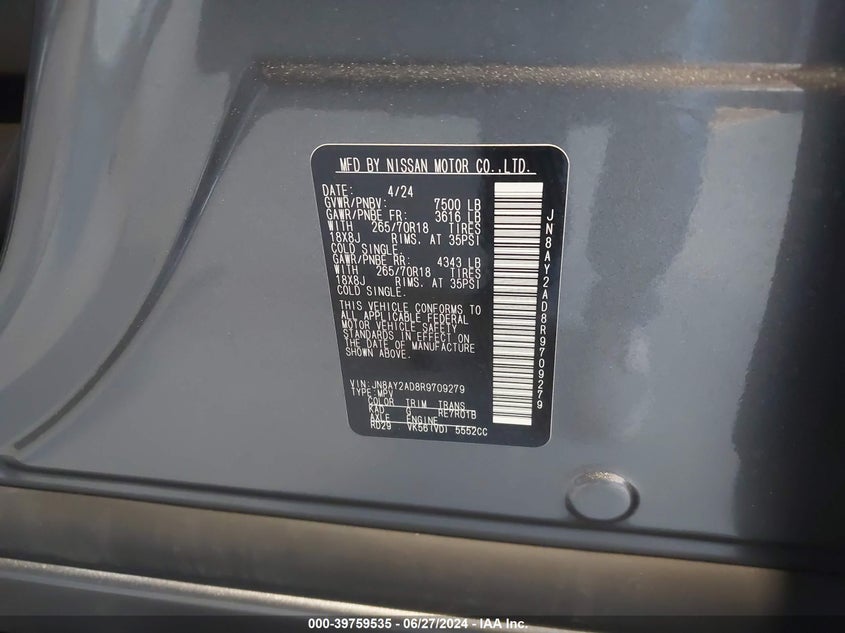 MFD BY NISSAN MOTOR CO.,LTD.
DATE: 4/24
GVWR/PNBV: 7500 LB
GAWR/PNBE FR: 3616 LB
WITH 265/70R18 TIRES
18X8J RIMS. AT 35PSI
COLD SINGLE.
GAWR/PNBE RR: 4343 LB
WITH 265/70R18 TIRES
18X8J RIMS. AT 35PSI
COLD SINGLE.
THIS VEHICLE CONFORMS TO
ALL APPLICABLE FEDERAL
MOTOR VEHICLE SAFETY
STANDARDS IN EFFECT ON
THE DATE OF MANUFACTURE
SHOWN ABOVE.
VIN:JN8AY2AD8R9709279
TYPE:MPV
COLOR TRIM TRANS
KAD G RE7R01B
AXLE ENGINE
RD29 VK56(VD) 5552CC
JN8AY2AD8R9709279
000-39759535 - 06/27/2024 - IAA Inc.